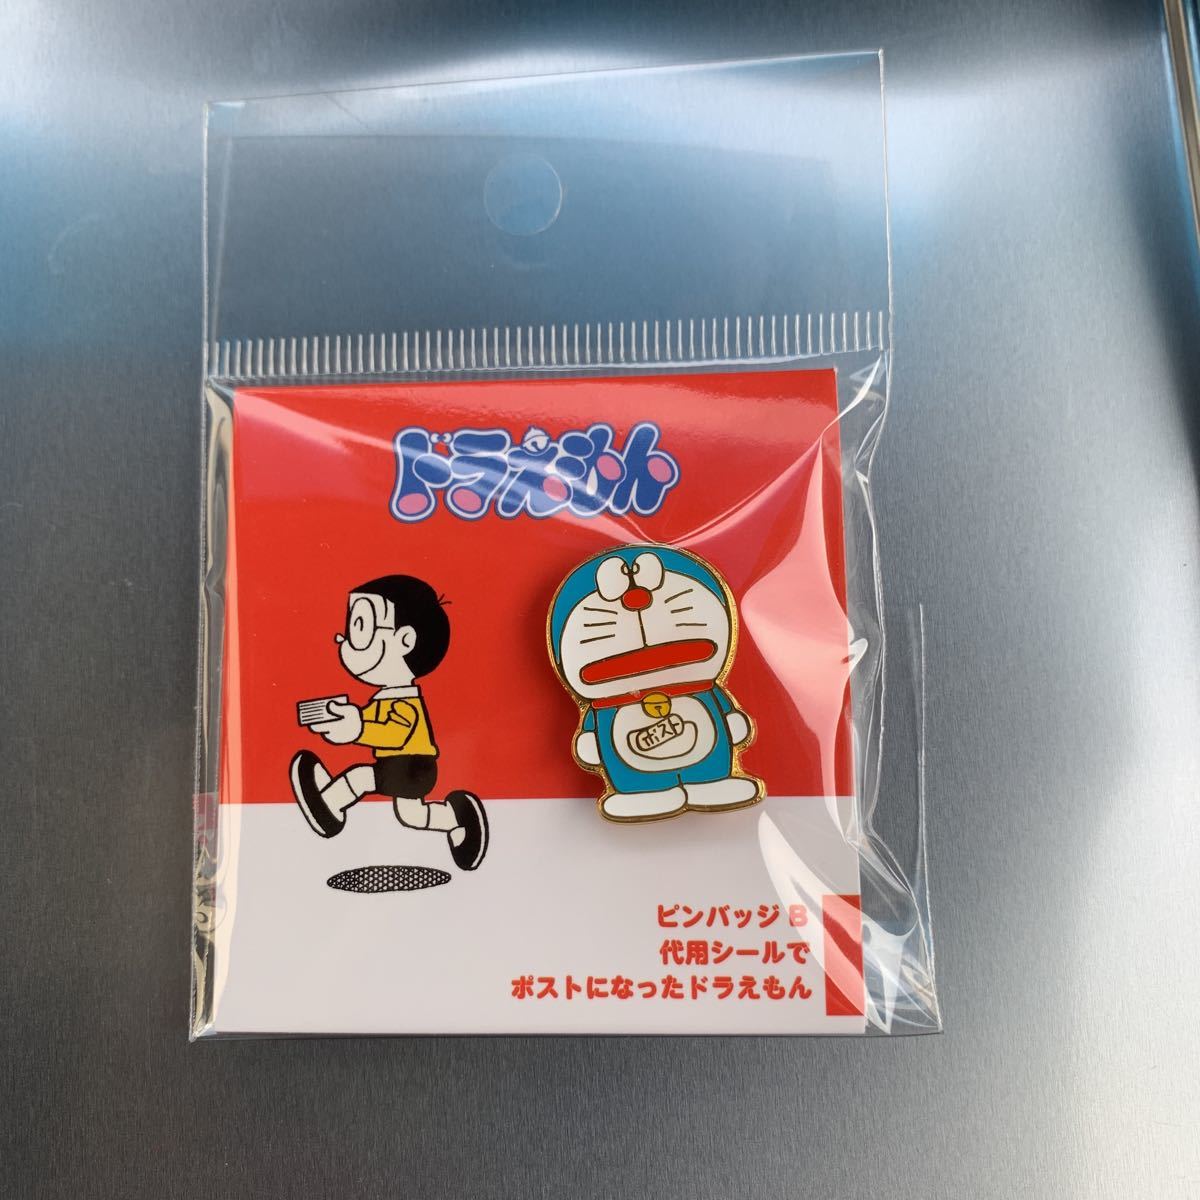 ドラえもん
ポスト
ピンバッジ B
代用シールで
ポストになったドラえもん